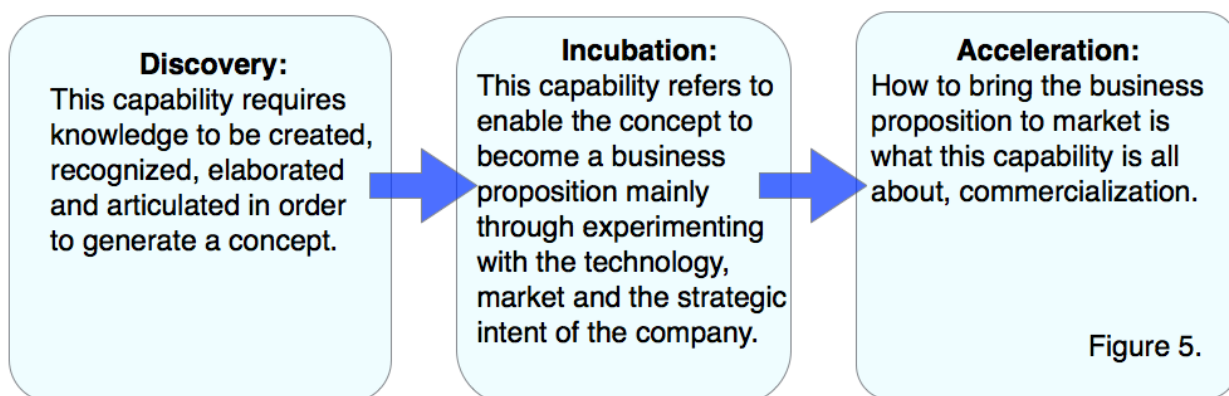 Discovery:
This capability requires
knowledge to be created,
recognized, elaborated
and articulated in order
to generate a concept.
Incubation:
This capability refers to
enable the concept to
become a business
proposition mainly
through experimenting
with the technology,
market and the strategic
intent of the company.
Acceleration:
How to bring the business
proposition to market is
what this capability is all
about, commercialization.
Figure 5.